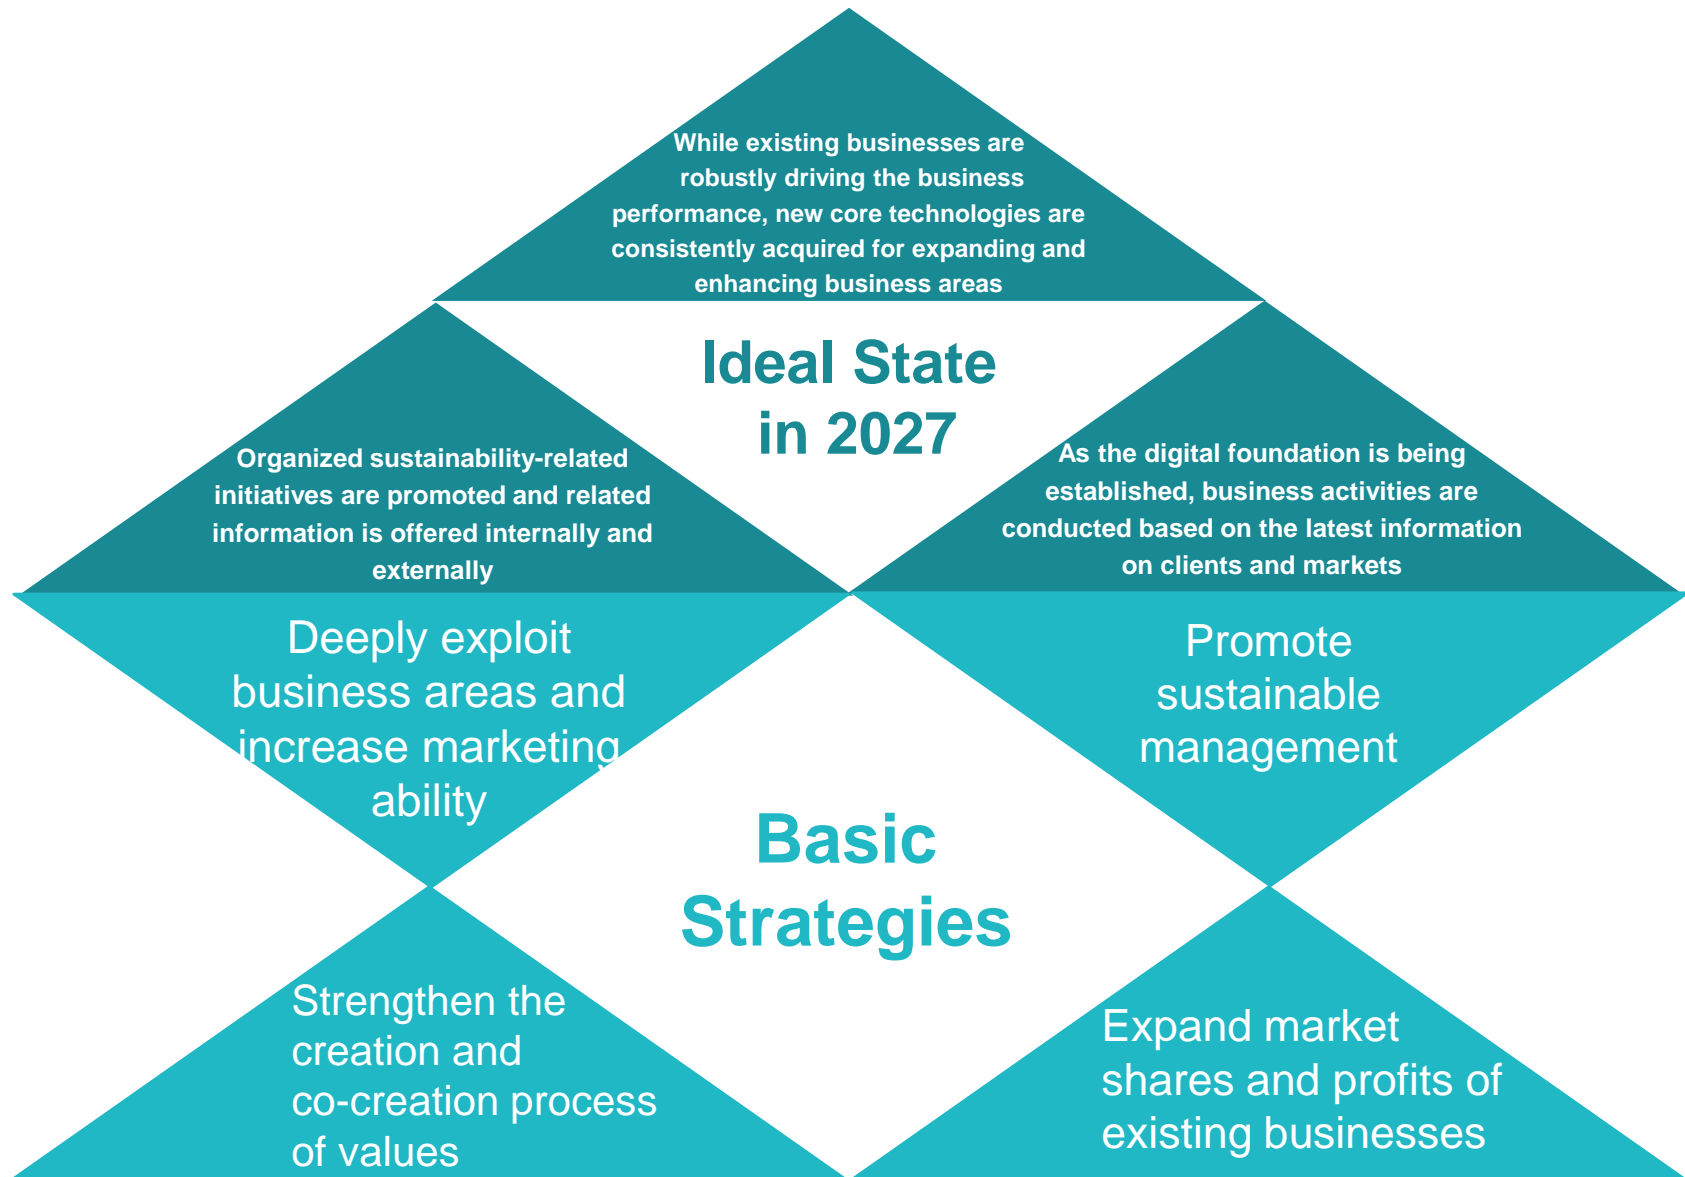 While existing businesses are
robustly driving the business
performance, new core technologies are
consistently acquired for expanding and
enhancing business areas
Ideal State
in 2027
Organized sustainability-related
initiatives are promoted and related
information is offered internally and
externally
As the digital foundation is being
established, business activities are
conducted based on the latest information
on clients and markets
Deeply exploit
business areas and
increase marketing
ability
Promote
sustainable
management
Basic
Strategies
Strengthen the
creation and
co-creation process
of values
Expand market
shares and profits of
existing businesses